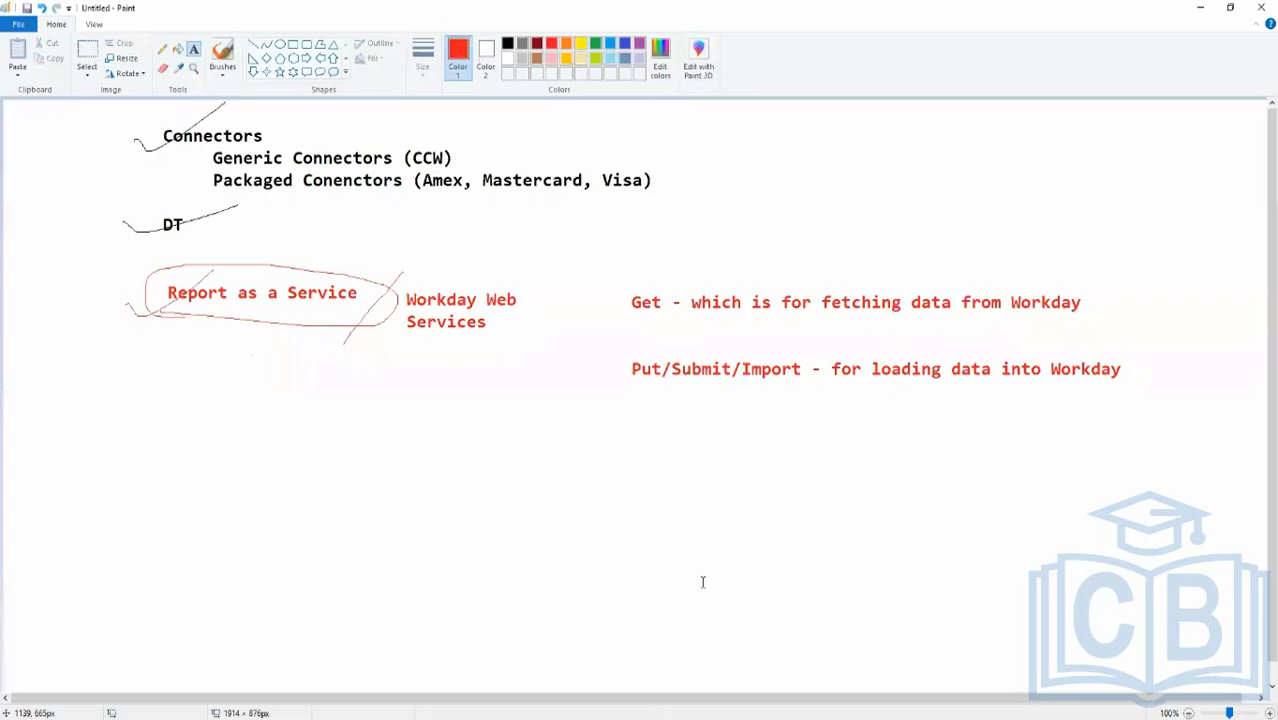 Untitled - Paint
File
Home
View
Paste
Cut
Copy
Clipboard
Select
Crop
Resize
Rotate
Image
Tools
Brushes
Shapes
Outline
Fill
Size
Color 1
Color 2
Colors
Edit colors
Edit with Paint 3D
Connectors
Generic Connectors (CCW)
Packaged Conenctors (Amex, Mastercard, Visa)
DT
Report as a Service
Workday Web
Services
Get - which is for fetching data from Workday
Put/Submit/Import - for loading data into Workday
CB
1139, 665px
1914 × 876px
100%